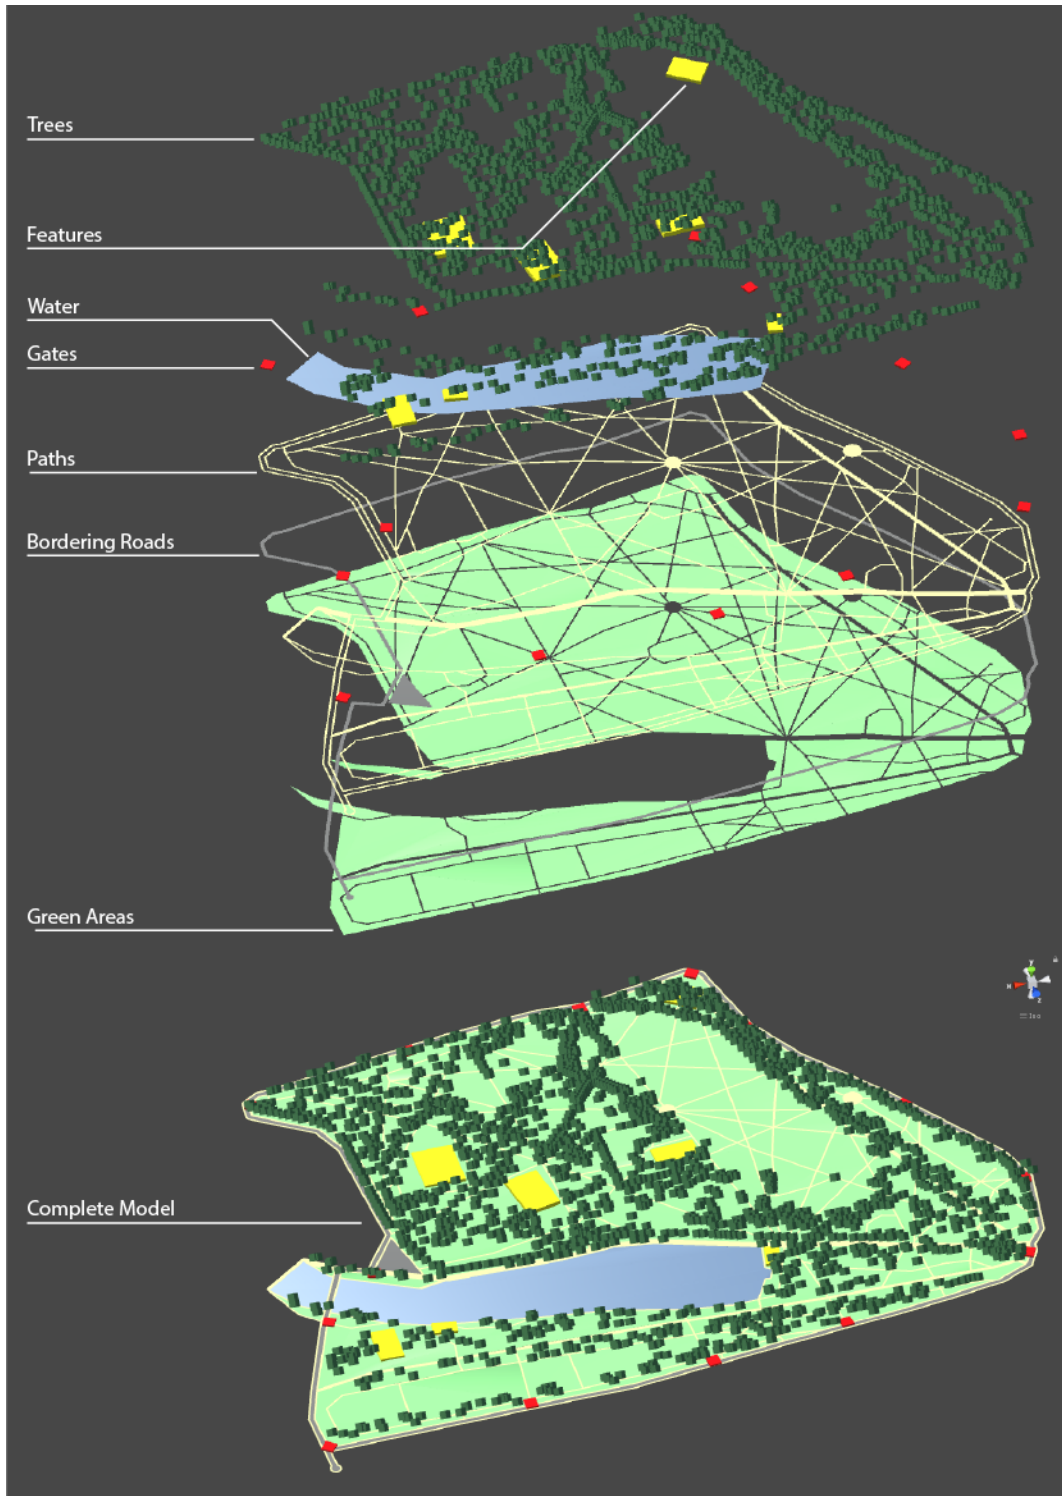 Trees
Features
Water
Gates
Paths
Bordering Roads
Green Areas
Complete Model